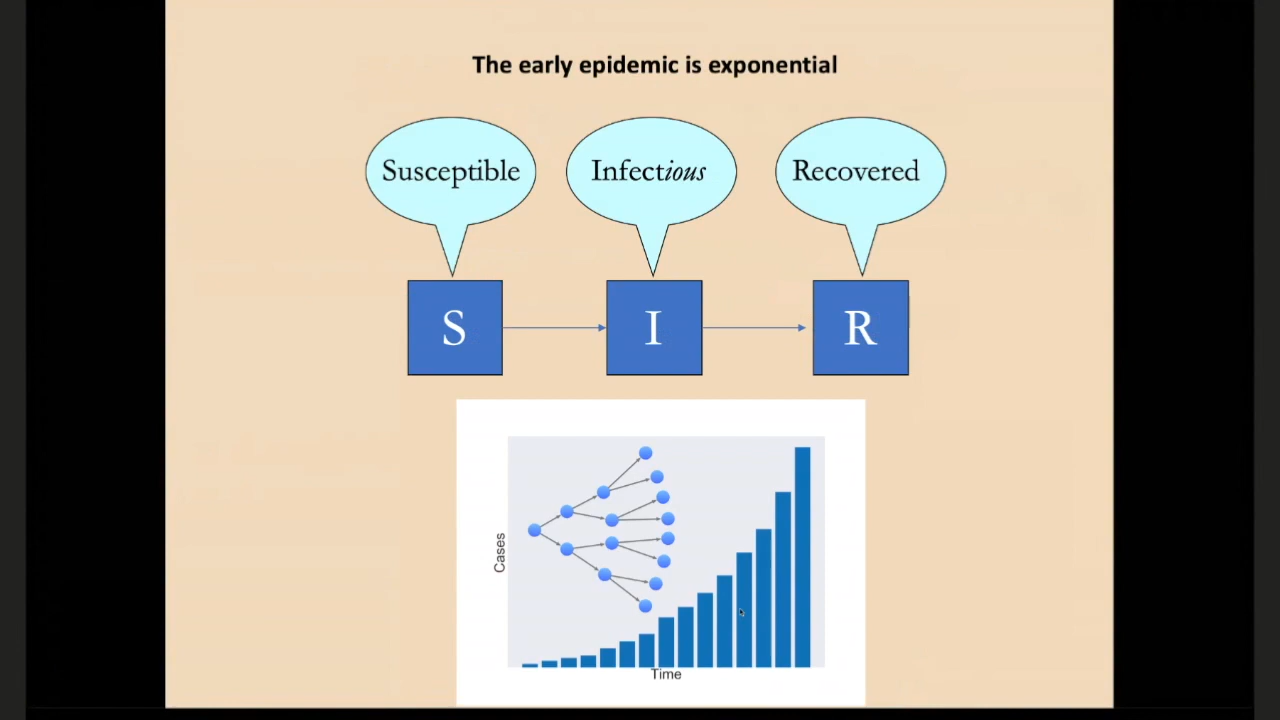 The early epidemic is exponential
Susceptible Infectious Recovered
S I R
Cases
Time